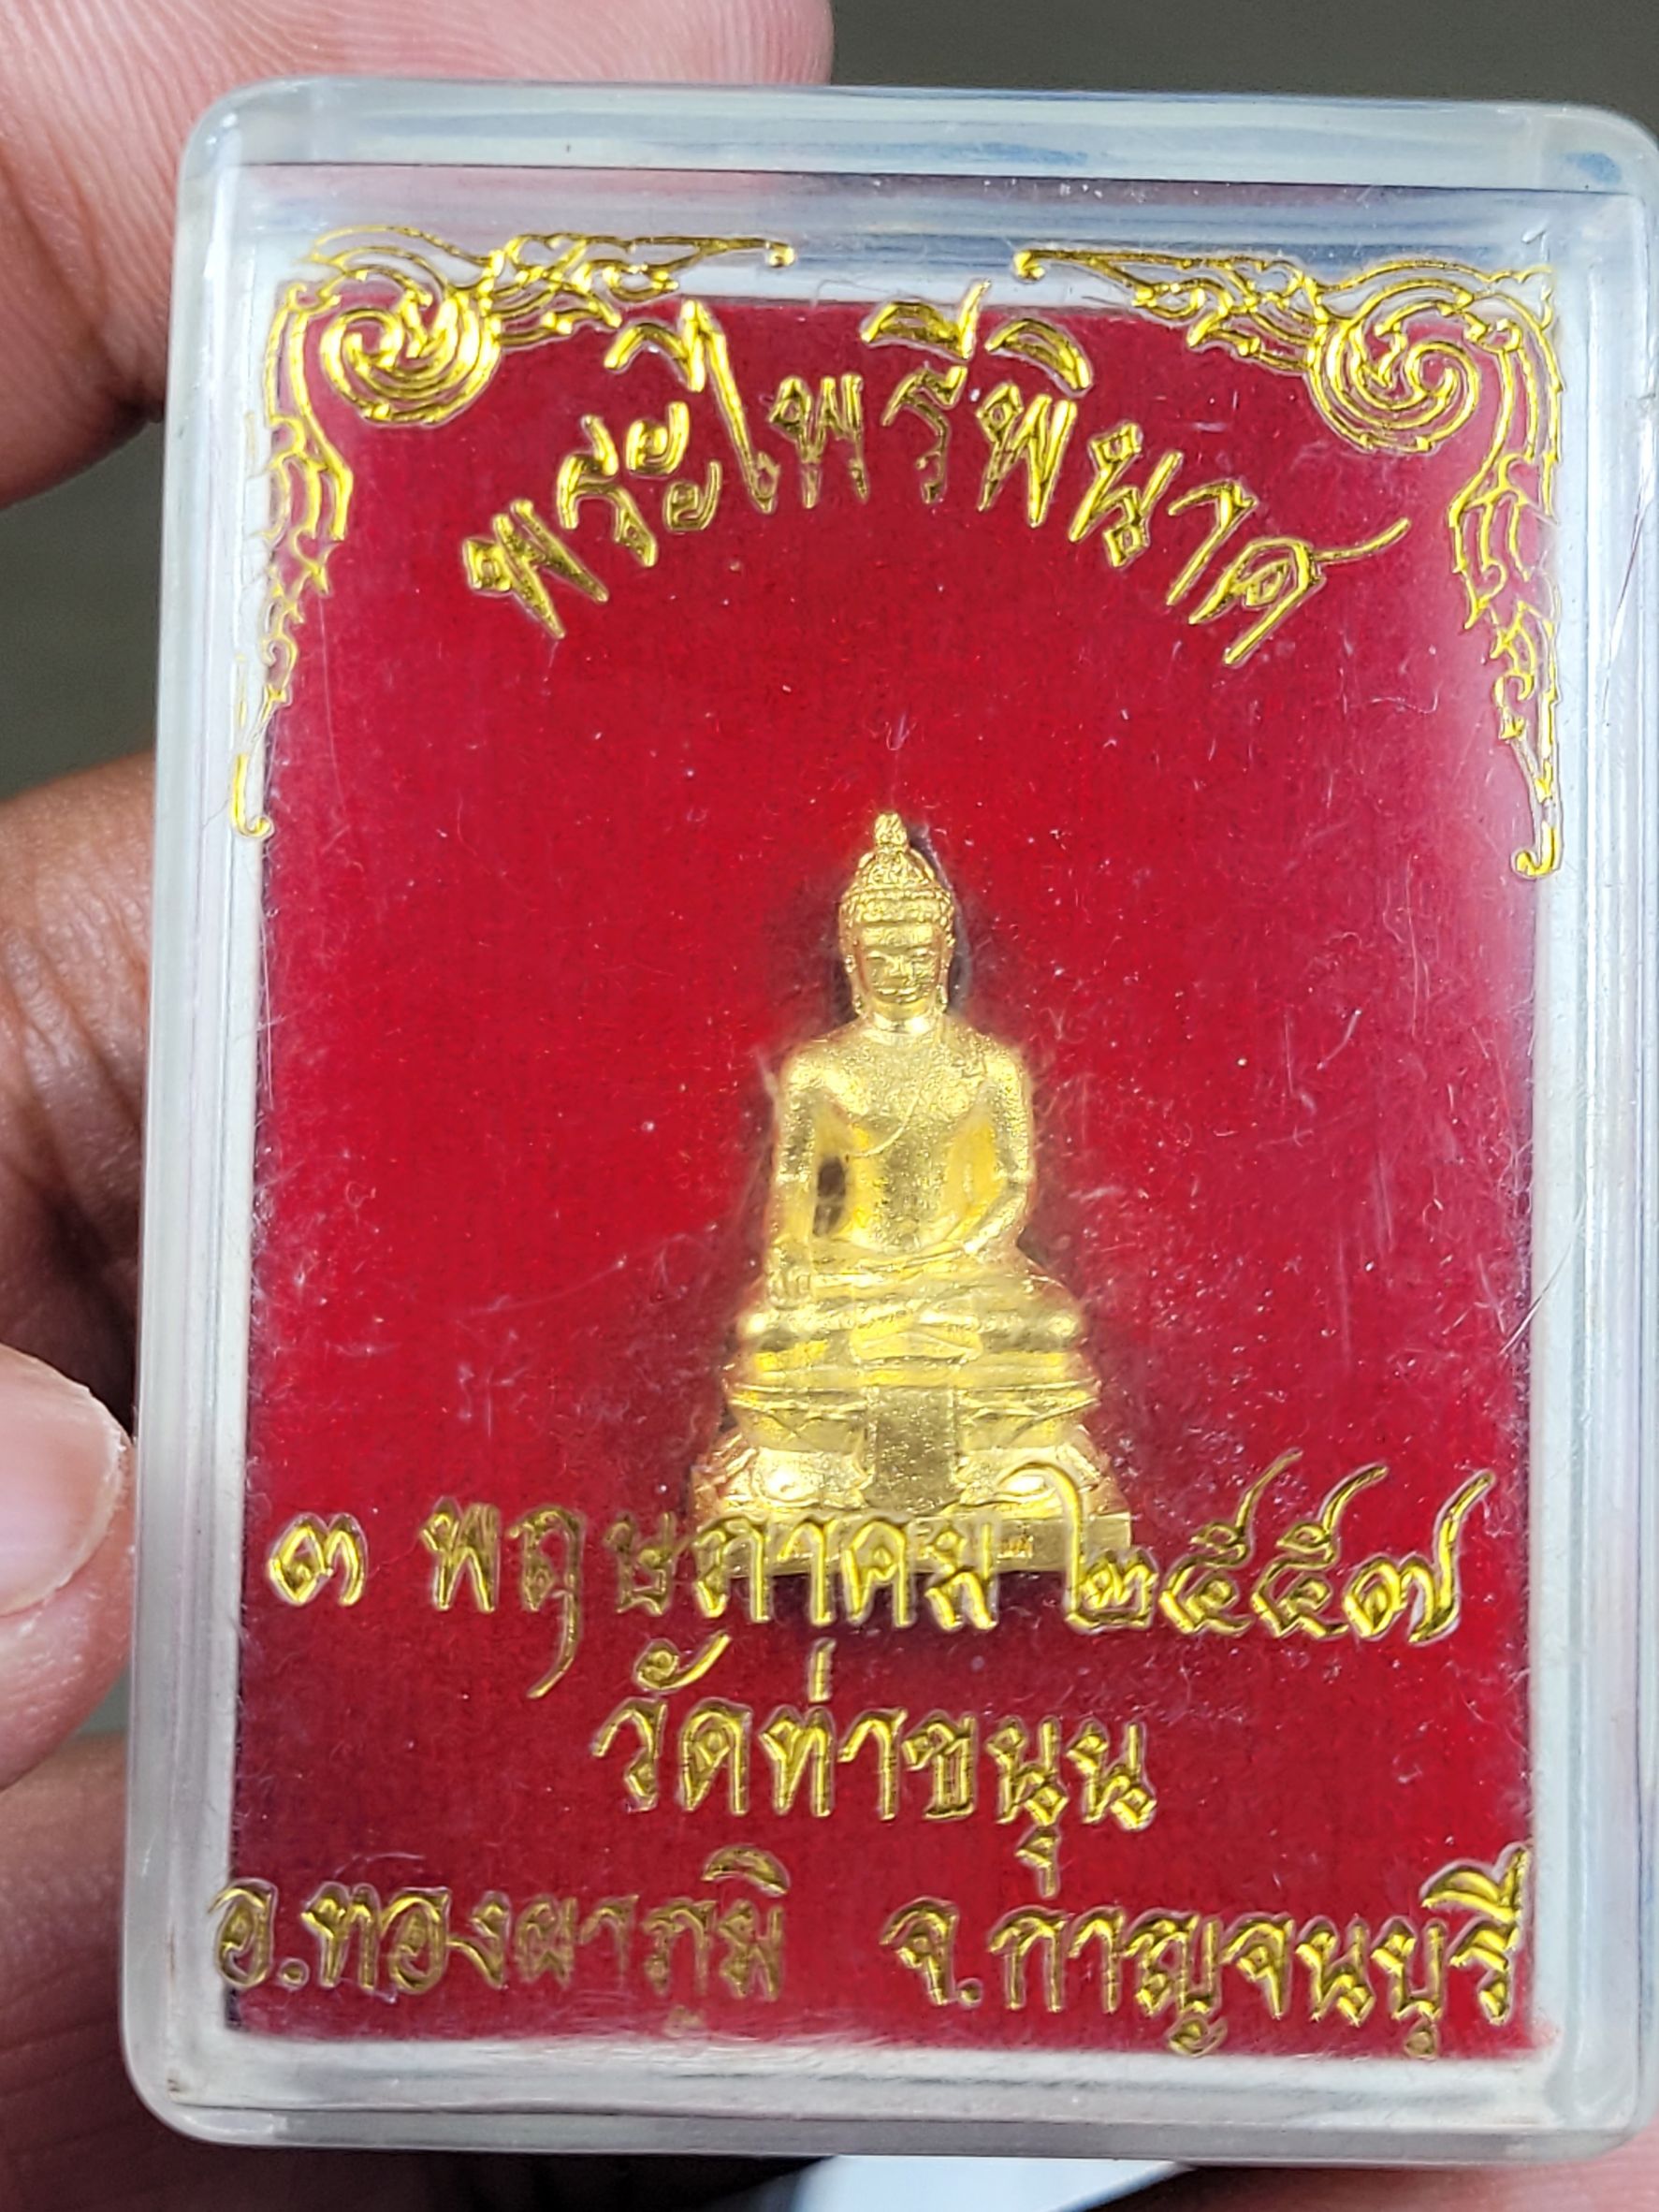 พระไพรีพินาศ
๓ พฤษภาคม ๒๕๕๗
วัดท่าขนุน
อ.ทองผาภูมิ จ.กาญจนบุรี